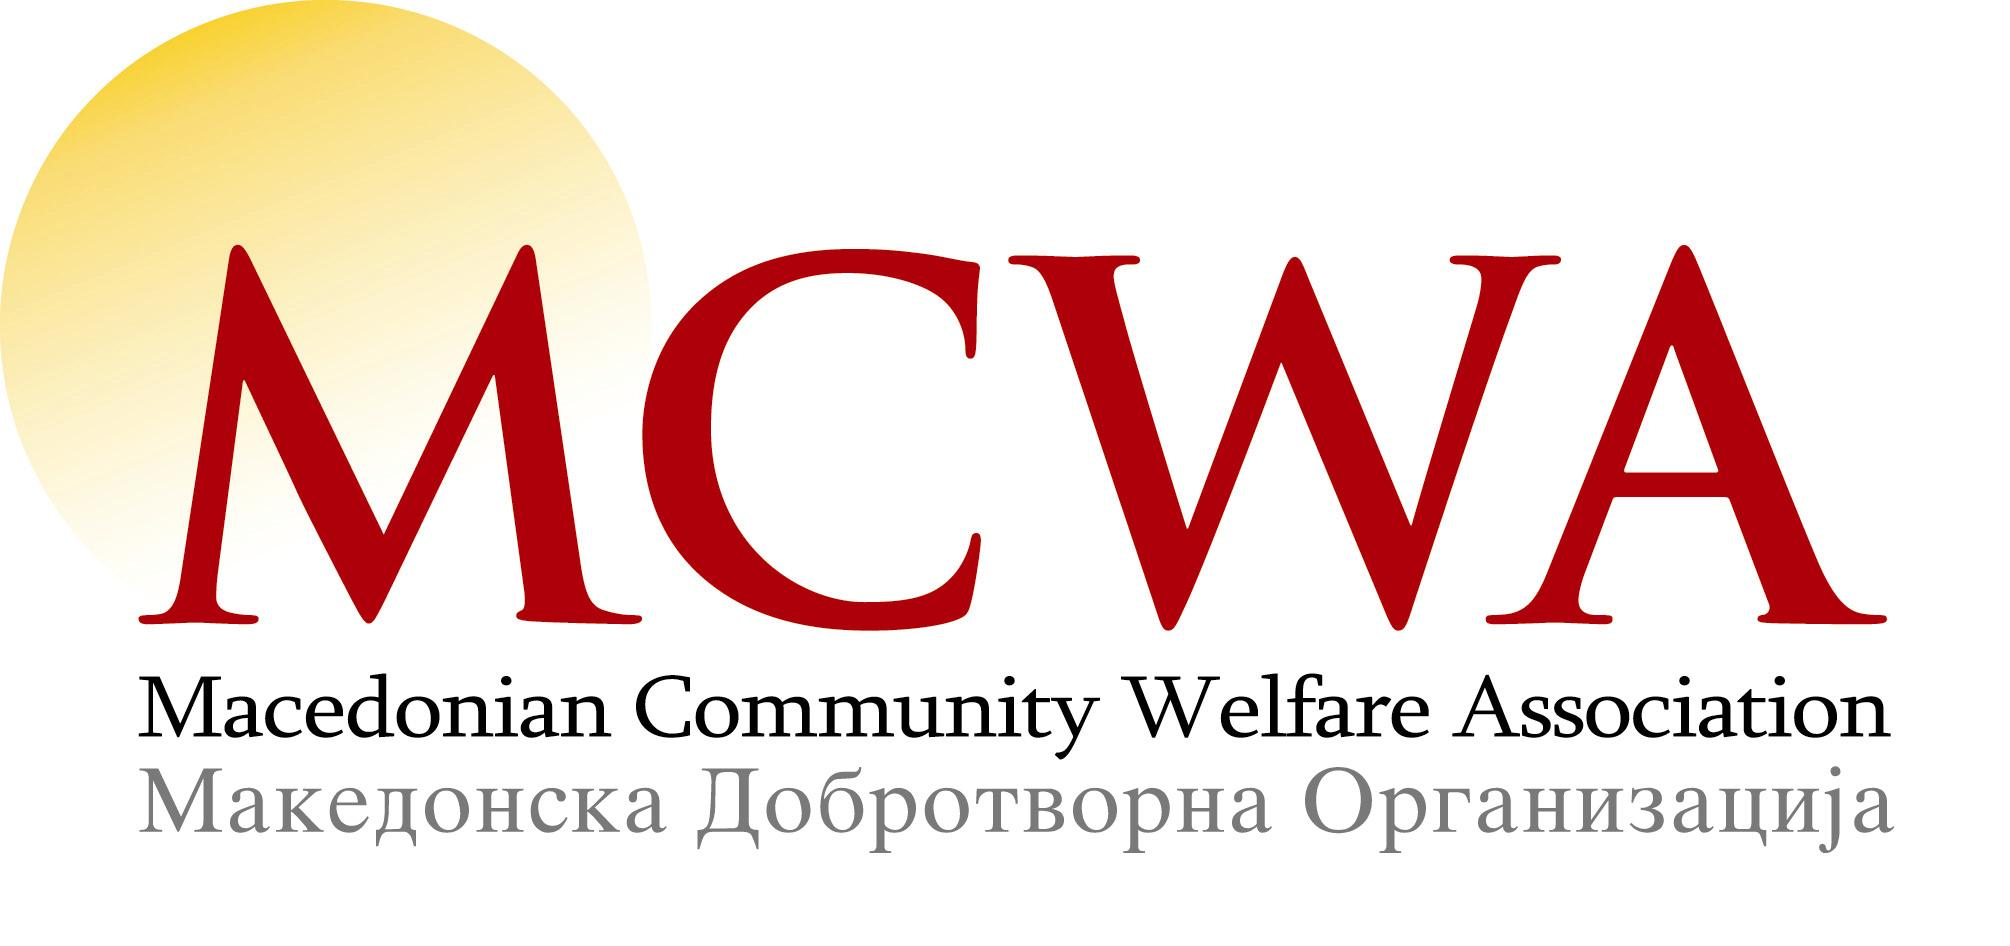 MCWA
Macedonian Community Welfare Association
Македонска Добротворна Организација